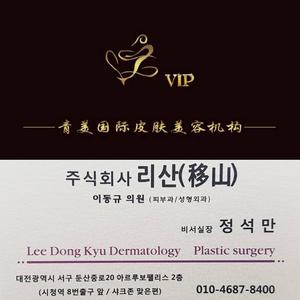 VIP
青美国际皮肤美容机构
주식회사 리산(移山)
이동규 의원 (피부과/성형외과)
비서실장 정석만
Lee Dong Kyu Dermatology Plastic surgery
대전광역시 서구 둔산중로20 아르루보팰리스 2층
(시청역 8번출구 앞 / 샤크존 맞은편)
010-4687-8400